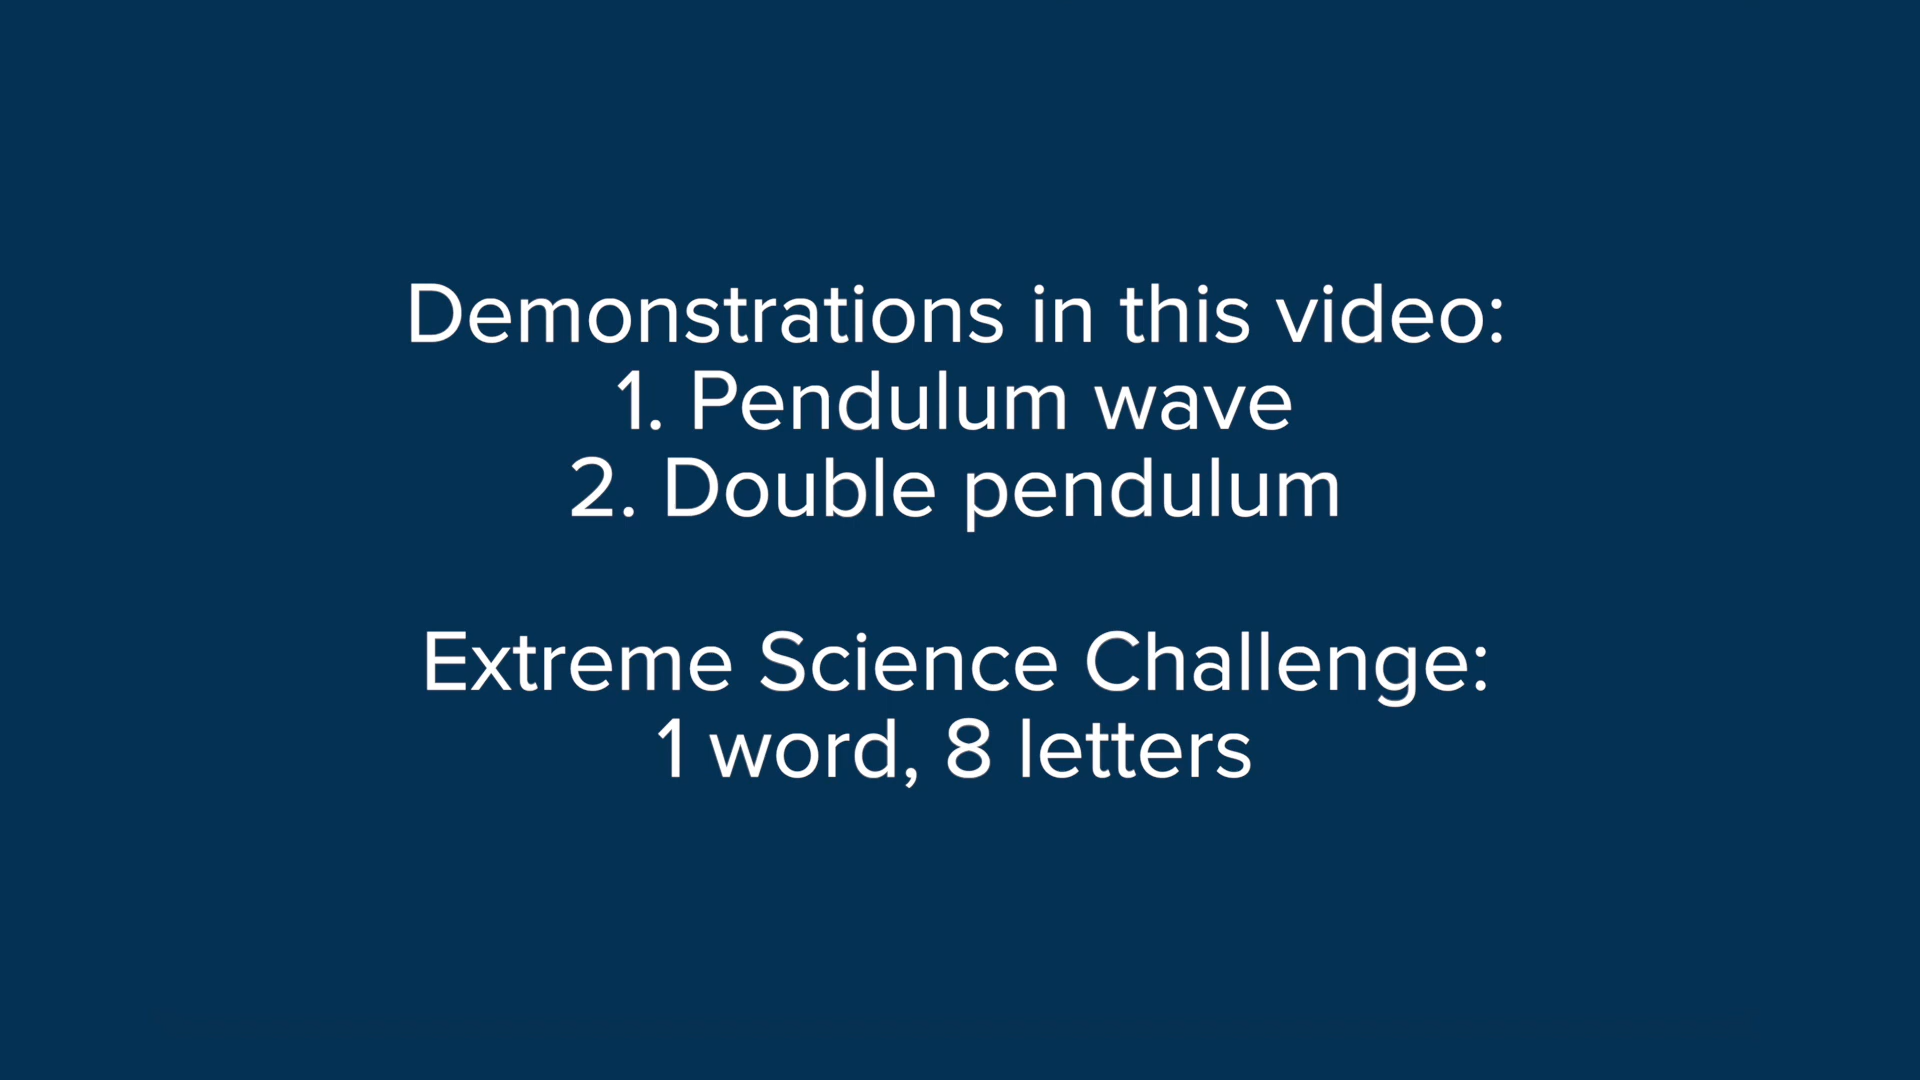 Demonstrations in this video:
1. Pendulum wave
2. Double pendulum
Extreme Science Challenge:
1 word, 8 letters